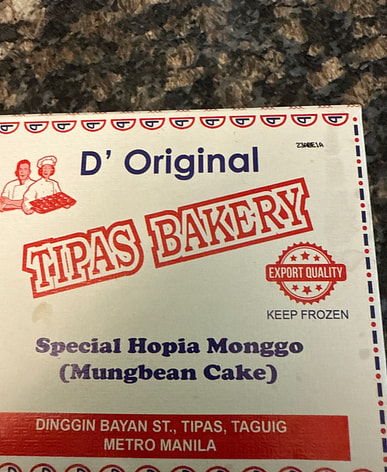 D' Original
TIPAS BAKERY
EXPORT QUALITY
KEEP FROZEN
Special Hopia Monggo
(Mungbean Cake)
DINGGIN BAYAN ST., TIPAS, TAGUIG
METRO MANILA